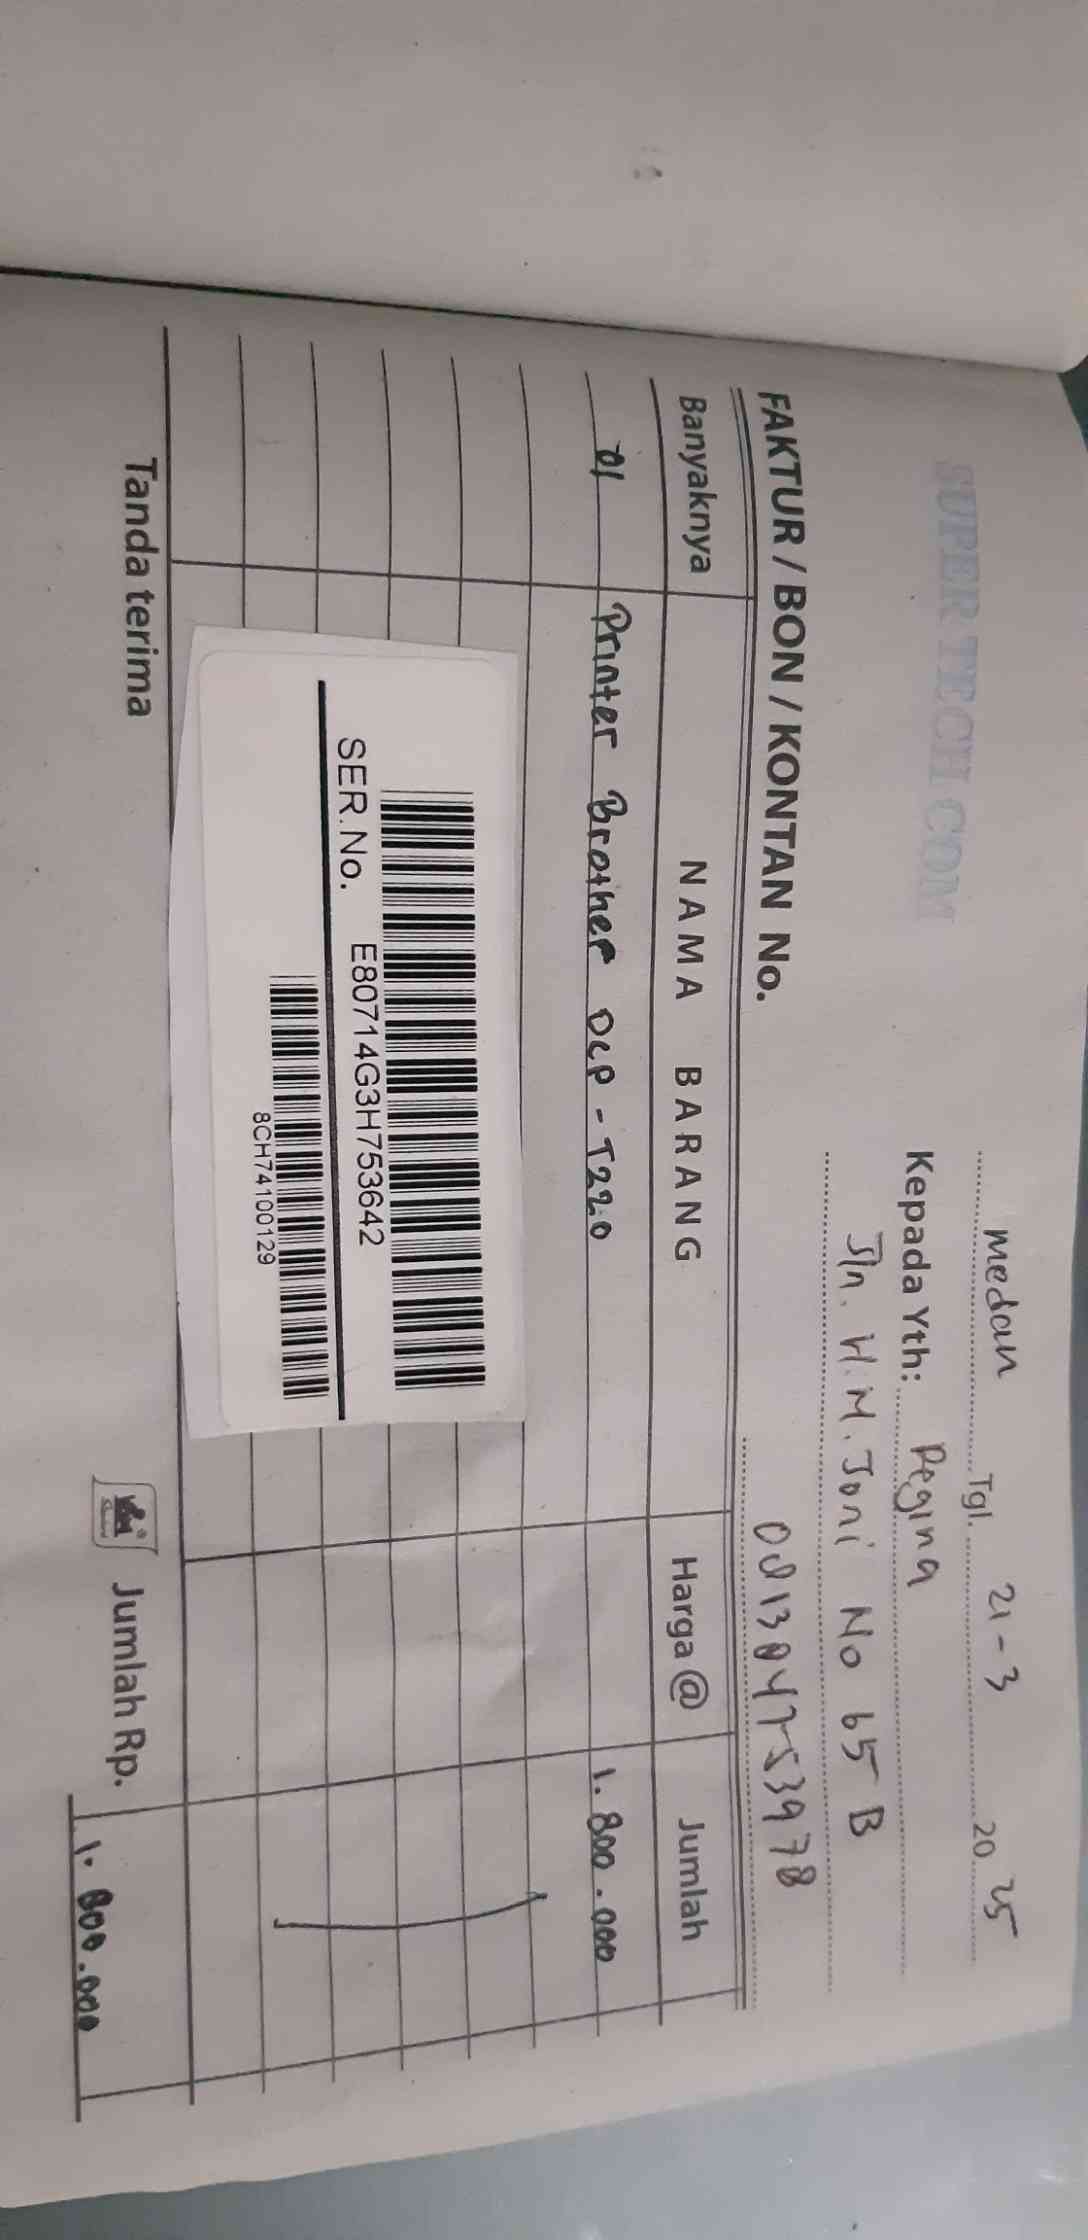 SUPER TECH COM
medan Tgl. 21-3 20 25
Kepada Yth: Regina
Jln. H.M. Joni No 65 B
081384753978
FAKTUR / BON / KONTAN No.
Banyaknya NAMA BARANG Harga @ Jumlah
01 Printer Brother DCP-T220 1.800.000
SER.No. E80714G3H753642
8CH74100129
Tanda terima Jumlah Rp. 1.800.000